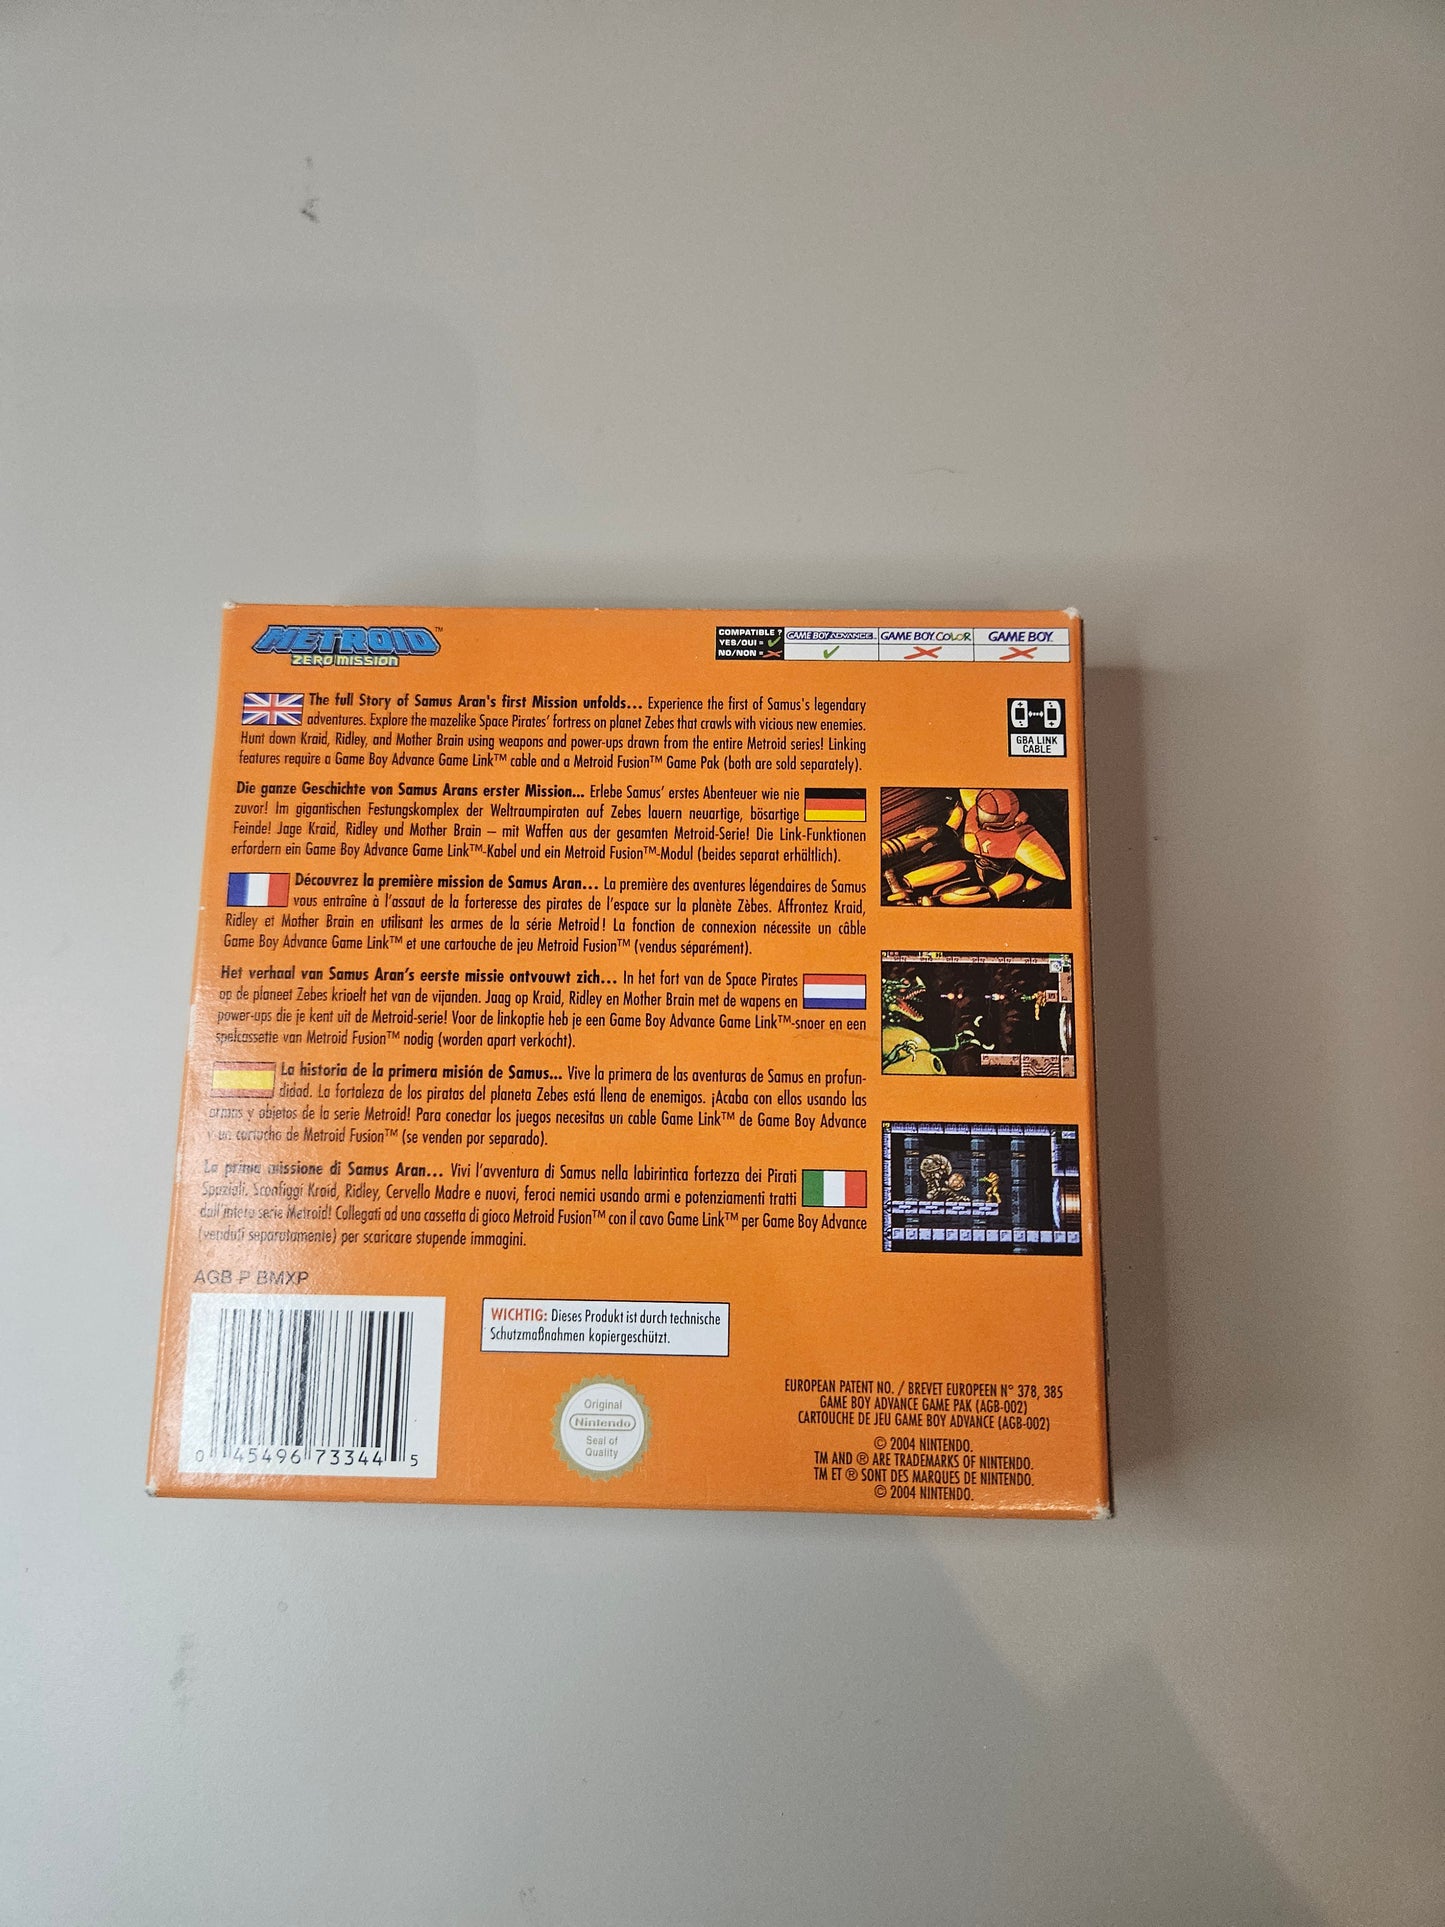 METROID™
ZERO MISSION
COMPATIBLE ?
YES/OUI = ✓
NO/NON = ✗
GAME BOY ADVANCE™ GAME BOY COLOR GAME BOY™
GBA LINK
CABLE
The full Story of Samus Aran's first Mission unfolds... Experience the first of Samus's legendary
adventures. Explore the mazelike Space Pirates' fortress on planet Zebes that crawls with vicious new enemies.
Hunt down Kraid, Ridley, and Mother Brain using weapons and power-ups drawn from the entire Metroid series! Linking
features require a Game Boy Advance Game Link™ cable and a Metroid Fusion™ Game Pak (both are sold separately).
Die ganze Geschichte von Samus Arans erster Mission... Erlebe Samus' erstes Abenteuer wie nie
zuvor! Im gigantischen Festungskomplex der Weltraumpiraten auf Zebes lauern neuartige, bösartige
Feinde! Jage Kraid, Ridley und Mother Brain – mit Waffen aus der gesamten Metroid-Serie! Die Link-Funktionen
erfordern ein Game Boy Advance Game Link™-Kabel und ein Metroid Fusion™-Modul (beides separat erhältlich).
Découvrez la première mission de Samus Aran... La première des aventures légendaires de Samus
vous entraîne à l'assaut de la forteresse des pirates de l'espace sur la planète Zèbes. Affrontez Kraid,
Ridley et Mother Brain en utilisant les armes de la série Metroid! La fonction de connexion nécessite un câble
Game Boy Advance Game Link™ et une cartouche de jeu Metroid Fusion™ (vendus séparément).
Het verhaal van Samus Aran's eerste missie ontvouwt zich... In het fort van de Space Pirates
op de planeet Zebes krioelt het van de vijanden. Jaag op Kraid, Ridley en Mother Brain met de wapens en
power-ups die je kent uit de Metroid-serie! Voor de linkoptie heb je een Game Boy Advance Game Link™-snoer en een
spelcassette van Metroid Fusion™ nodig (worden apart verkocht).
La historia de la primera misión de Samus... Vive la primera de las aventuras de Samus en profun-
didad. La fortaleza de los piratas del planeta Zebes está llena de enemigos. ¡Acaba con ellos usando las
armas y objetos de la serie Metroid! Para conectar los juegos necesitas un cable Game Link™ de Game Boy Advance
y un cartucho de Metroid Fusion™ (se venden por separado).
La prima missione di Samus Aran... Vivi l'avventura di Samus nella labirintica fortezza dei Pirati
Spaziali. Sconfiggi Kraid, Ridley, Cervello Madre e nuovi, feroci nemici usando armi e potenziamenti tratti
dall'intera serie Metroid! Collegati ad una cassetta di gioco Metroid Fusion™ con il cavo Game Link™ per Game Boy Advance
(venduti separatamente) per scaricare stupende immagini.
AGB P BMXP
0 45496 73344 5
WICHTIG: Dieses Produkt ist durch technische
Schutzmaßnahmen kopiergeschützt.
Original
Nintendo
Seal of
Quality
EUROPEAN PATENT NO. / BREVET EUROPEEN N° 378, 385
GAME BOY ADVANCE GAME PAK (AGB-002)
CARTOUCHE DE JEU GAME BOY ADVANCE (AGB-002)
© 2004 NINTENDO.
TM AND ® ARE TRADEMARKS OF NINTENDO.
TM ET ® SONT DES MARQUES DE NINTENDO.
© 2004 NINTENDO.